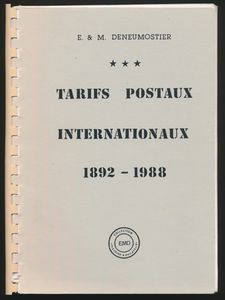 E. & M. DENEUMOSTIER
★ ★ ★
TARIFS POSTAUX
INTERNATIONAUX
1892 – 1988
EMD